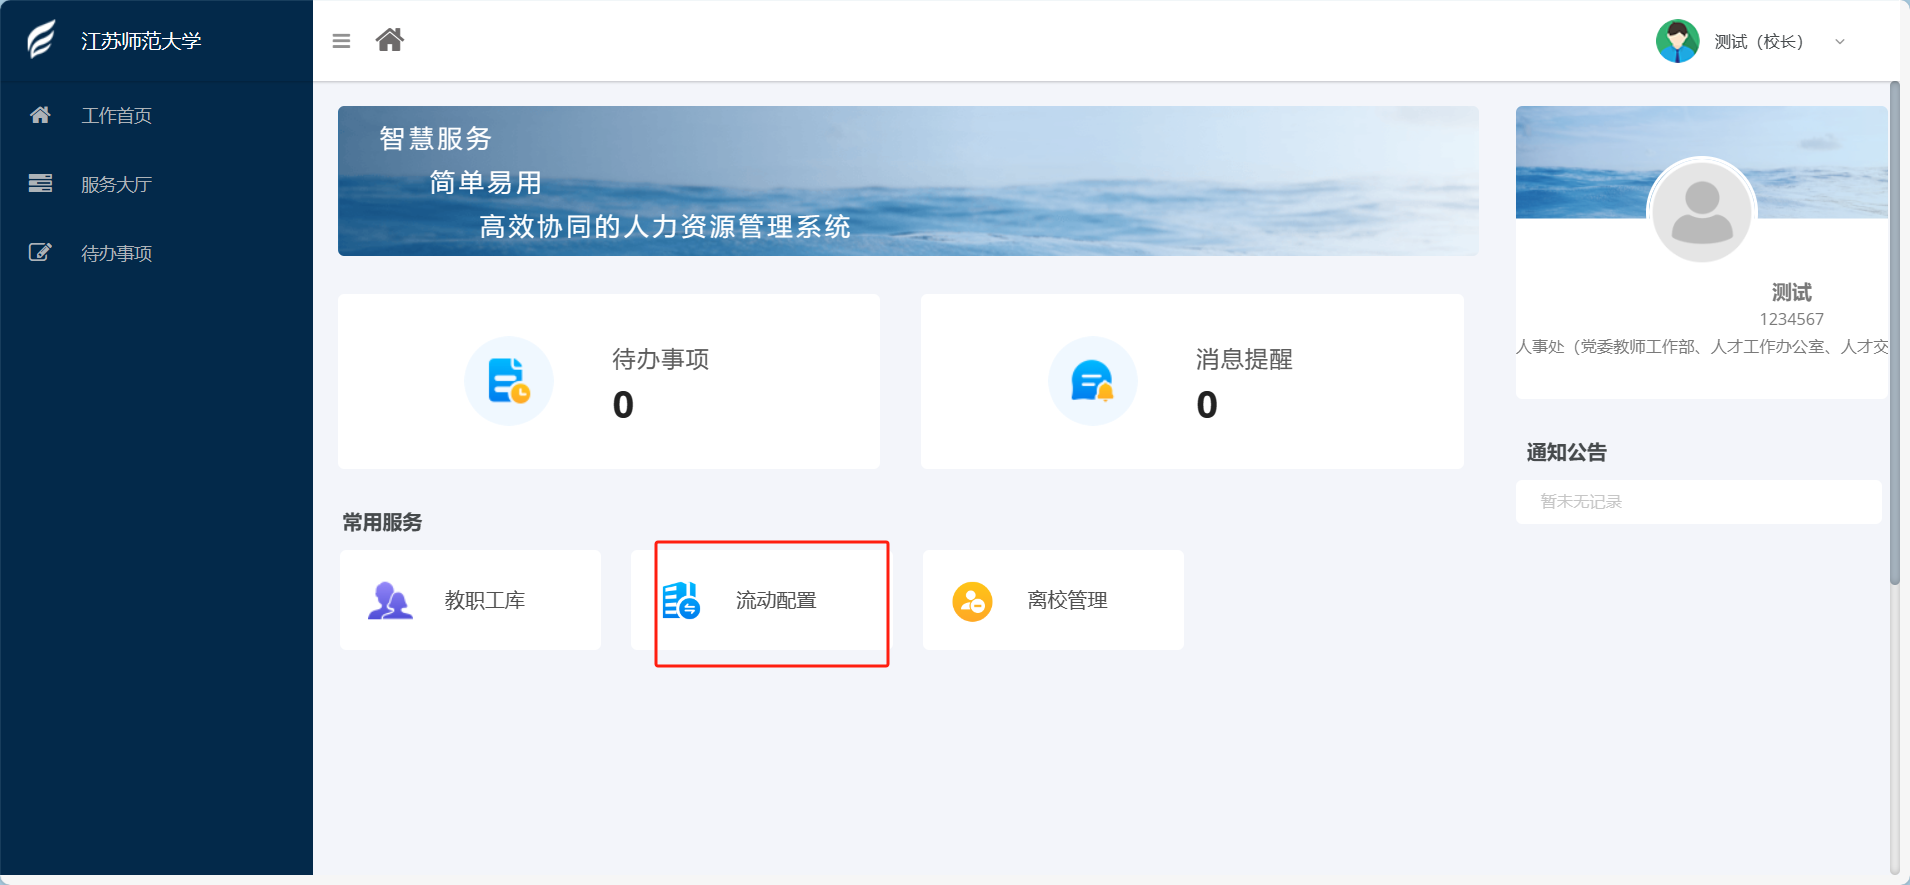 江苏师范大学
测试（校长）
工作首页
服务大厅
待办事项
智慧服务
简单易用
高效协同的人力资源管理系统
待办事项
0
消息提醒
0
测试
1234567
人事处（党委教师工作部、人才工作办公室、人才交
通知公告
暂未无记录
常用服务
教职工库
流动配置
离校管理